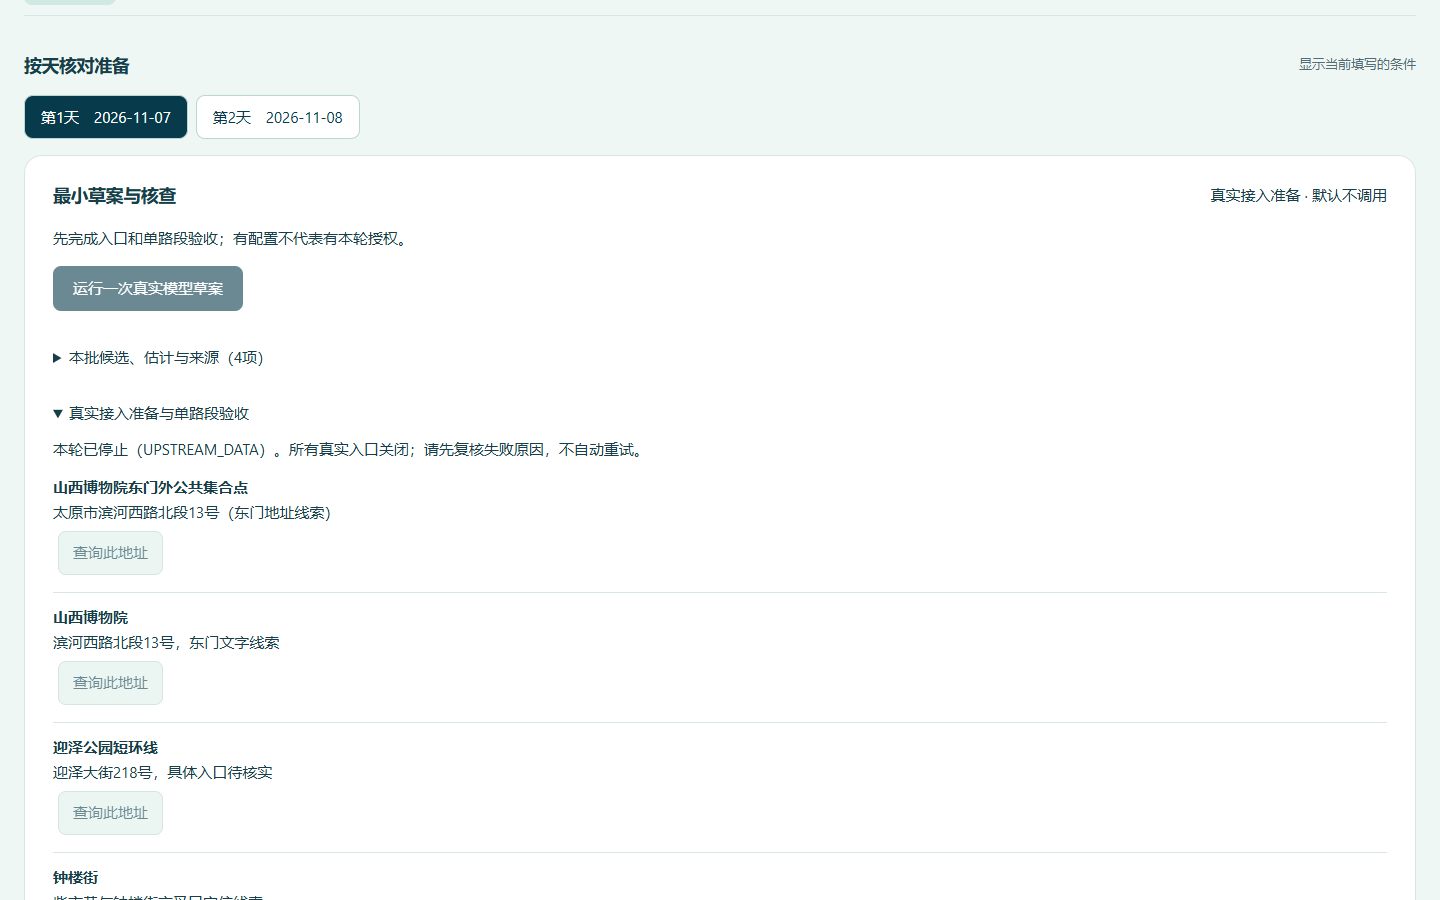 按天核对准备
显示当前填写的条件
第1天 2026-11-07
第2天 2026-11-08
最小草案与核查
真实接入准备 · 默认不调用
先完成入口和单路段验收；有配置不代表有本轮授权。
运行一次真实模型草案
▶ 本批候选、估计与来源（4项）
▼ 真实接入准备与单路段验收
本轮已停止（UPSTREAM_DATA）。所有真实入口关闭；请先复核失败原因，不自动重试。
山西博物院东门外公共集合点
太原市滨河西路北段13号（东门地址线索）
查询此地址
山西博物院
滨河西路北段13号，东门文字线索
查询此地址
迎泽公园短环线
迎泽大街218号，具体入口待核实
查询此地址
钟楼街